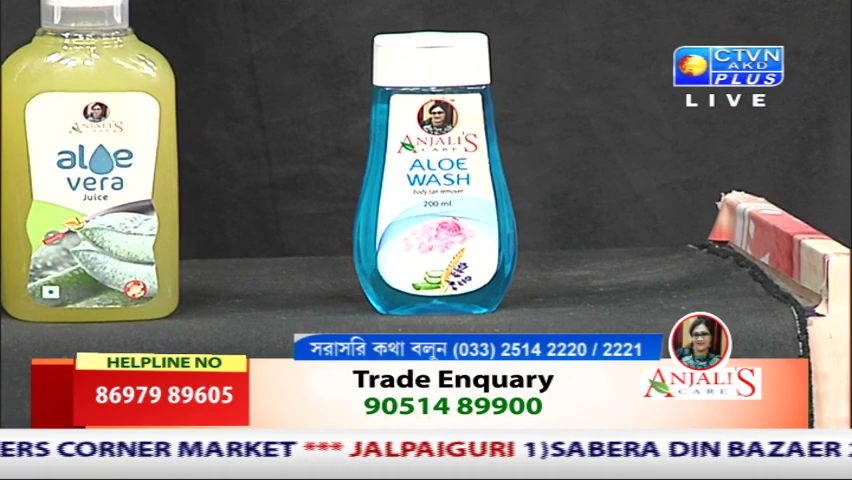 CTVN
AKD
PLUS
LIVE
ANJALI'S
CARE
aloe
vera
Juice
ANJALI'S
CARE
ALOE
WASH
body tan remover
200 ml.
সরাসরি কথা বলুন (033) 2514 2220 / 2221
HELPLINE NO
86979 89605
Trade Enquary
90514 89900
ANJALI'S
CARE
ERS CORNER MARKET *** JALPAIGURI 1)SABERA DIN BAZAER